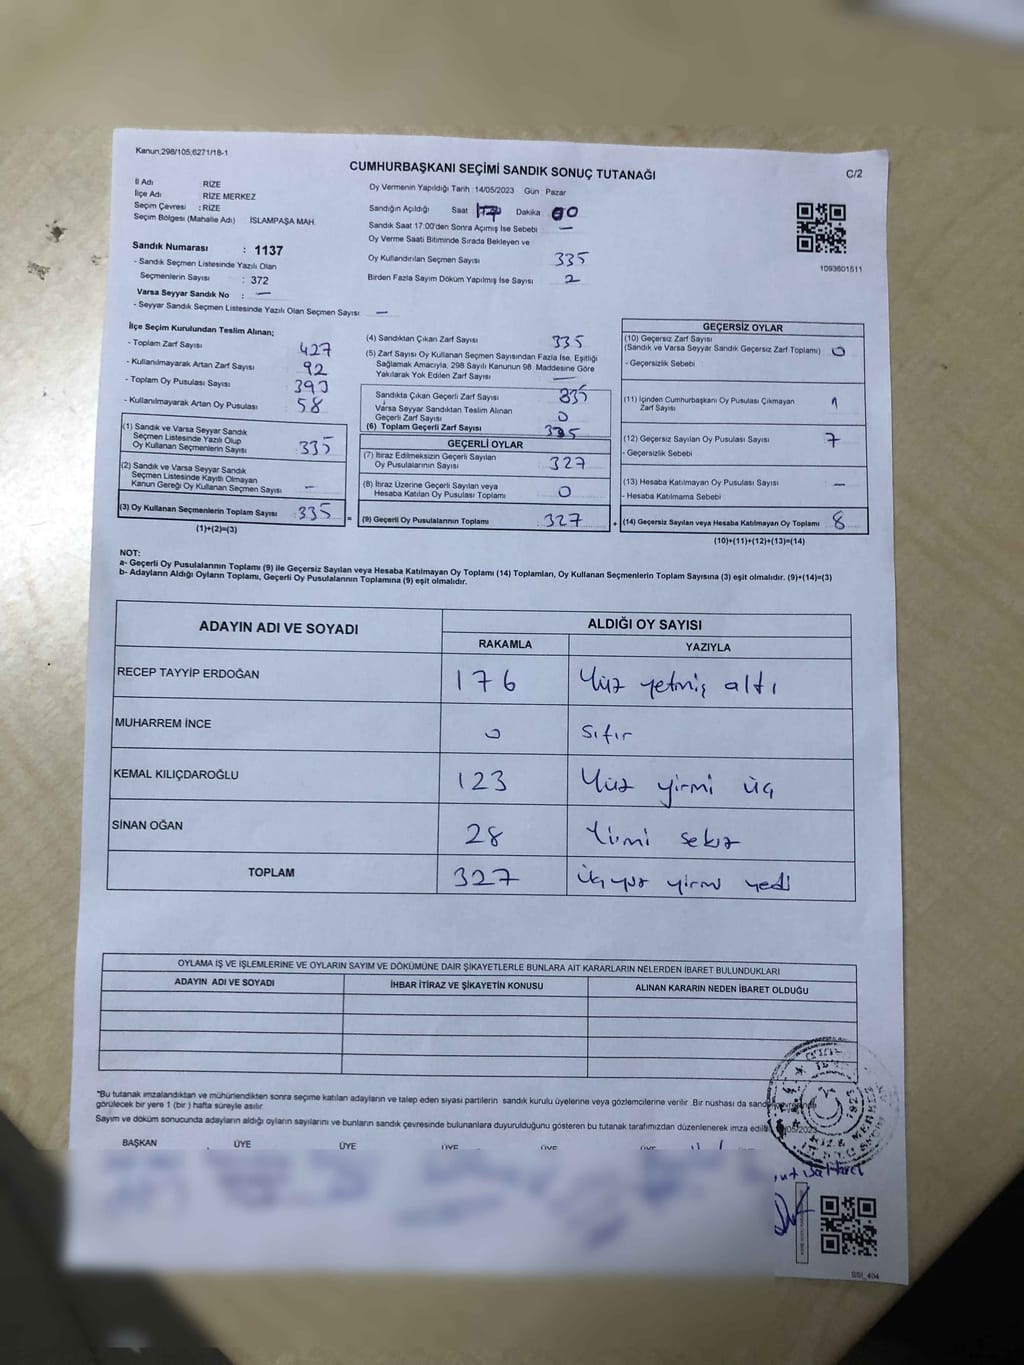 Kanun:298/105,6271/18-1
CUMHURBAŞKANI SEÇİMİ SANDIK SONUÇ TUTANAĞI
C/2
İl Adı : RİZE
İlçe Adı RİZE MERKEZ
Seçim Çevresi : RİZE
Seçim Bölgesi (Mahalle Adı) İSLAMPAŞA MAH.
Sandık Numarası : 1137
- Sandık Seçmen Listesinde Yazılı Olan
Seçmenlerin Sayısı : 372
Varsa Seyyar Sandık No : —
- Seyyar Sandık Seçmen Listesinde Yazılı Olan Seçmen Sayısı : —
Oy Vermenin Yapıldığı Tarih :14/05/2023 Gün Pazar
Sandığın Açıldığı Saat 17 Dakika 00
Sandık Saat 17.00'den Sonra Açımış İse Sebebi —
Oy Verme Saati Bitiminde Sırada Bekleyen ve
Oy Kullandırılan Seçmen Sayısı 335
Birden Fazla Sayım Döküm Yapılmış İse Sayısı 2
1093601511
İlçe Seçim Kurulundan Teslim Alınan;
- Toplam Zarf Sayısı 427
- Kullanılmayarak Artan Zarf Sayısı 92
- Toplam Oy Pusulası Sayısı 393
- Kullanılmayarak Artan Oy Pusulası 58
(1) Sandık ve Varsa Seyyar Sandık
Seçmen Listesinde Yazılı Olup
Oy Kullanan Seçmenlerin Sayısı 335
(2) Sandık ve Varsa Seyyar Sandık
Seçmen Listesinde Kayıtlı Olmayan
Kanun Gereği Oy Kullanan Seçmen Sayısı —
(3) Oy Kullanan Seçmenlerin Toplam Sayısı 335 =
(1)+(2)=(3)
(4) Sandıktan Çıkan Zarf Sayısı 335
(5) Zarf Sayısı Oy Kullanan Seçmen Sayısından Fazla İse, Eşitliği
Sağlamak Amacıyla, 298 Sayılı Kanunun 98. Maddesine Göre
Yakılarak Yok Edilen Zarf Sayısı —
Sandıkta Çıkan Geçerli Zarf Sayısı 335
Varsa Seyyar Sandıktan Teslim Alınan
Geçerli Zarf Sayısı 0
(6) Toplam Geçerli Zarf Sayısı 335
GEÇERLİ OYLAR
(7) İtiraz Edilmeksizin Geçerli Sayılan
Oy Pusulalarının Sayısı 327
(8) İtiraz Üzerine Geçerli Sayılan veya
Hesaba Katılan Oy Pusulası Toplamı 0
(9) Geçerli Oy Pusulalarının Toplamı 327 +
GEÇERSİZ OYLAR
(10) Geçersiz Zarf Sayısı
(Sandık ve Varsa Seyyar Sandık Geçersiz Zarf Toplamı) 0
- Geçersizlik Sebebi
(11) İçinden Cumhurbaşkanı Oy Pusulası Çıkmayan
Zarf Sayısı 1
(12) Geçersiz Sayılan Oy Pusulası Sayısı 7
- Geçersizlik Sebebi
(13) Hesaba Katılmayan Oy Pusulası Sayısı —
- Hesaba Katılmama Sebebi
(14) Geçersiz Sayılan veya Hesaba Katılmayan Oy Toplamı 8
(10)+(11)+(12)+(13)=(14)
NOT:
a- Geçerli Oy Pusulalarının Toplamı (9) ile Geçersiz Sayılan veya Hesaba Katılmayan Oy Toplamı (14) Toplamları, Oy Kullanan Seçmenlerin Toplam Sayısına (3) eşit olmalıdır. (9)+(14)=(3)
b- Adayların Aldığı Oyların Toplamı, Geçerli Oy Pusulalarının Toplamına (9) eşit olmalıdır.
ADAYIN ADI VE SOYADI ALDIĞI OY SAYISI
RAKAMLA YAZIYLA
RECEP TAYYİP ERDOĞAN 176 Yüz yetmiş altı
MUHARREM İNCE 0 Sıfır
KEMAL KILIÇDAROĞLU 123 Yüz yirmi üç
SİNAN OĞAN 28 Yirmi sekiz
TOPLAM 327 Üçyüz yirmi yedi
OYLAMA İŞ VE İŞLEMLERİNE VE OYLARIN SAYIM VE DÖKÜMÜNE DAİR ŞİKAYETLERLE BUNLARA AİT KARARLARIN NELERDEN İBARET BULUNDUKLARI
ADAYIN ADI VE SOYADI İHBAR İTİRAZ VE ŞİKAYETİN KONUSU ALINAN KARARIN NEDEN İBARET OLDUĞU
*Bu tutanak imzalandıktan ve mühürlendikten sonra seçime katılan adayların ve talep eden siyasi partilerin sandık kurulu üyelerine veya gözlemcilerine verilir. Bir nüshası da
görülecek bir yere 1 (bir ) hafta süreyle asılır.
Sayım ve döküm sonucunda adayların aldığı oyların sayılarını ve bunların sandık çevresinde bulunanlara duyurulduğunu gösteren bu tutanak tarafımızdan düzenlenerek imza
BAŞKAN ÜYE ÜYE ÜYE ÜYE ÜYE